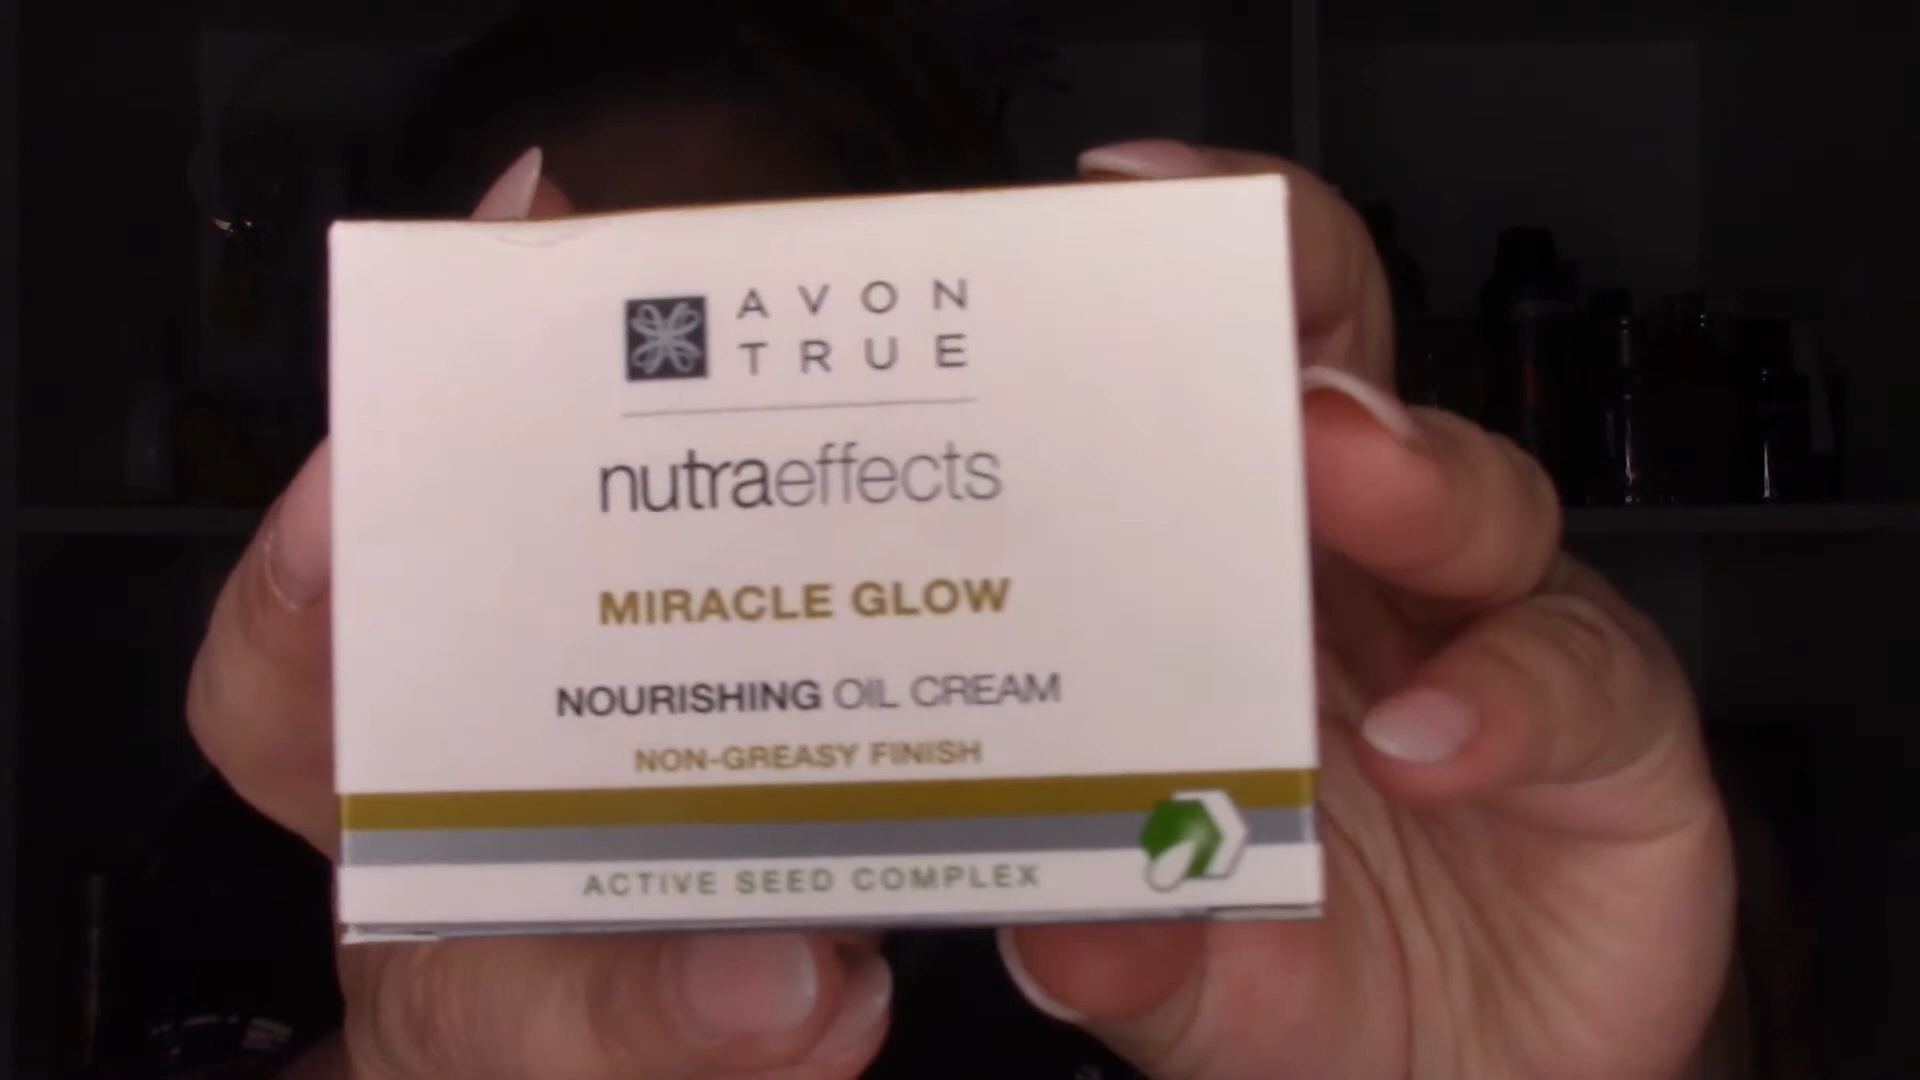 AVON
TRUE
nutraeffects
MIRACLE GLOW
NOURISHING OIL CREAM
NON-GREASY FINISH
ACTIVE SEED COMPLEX